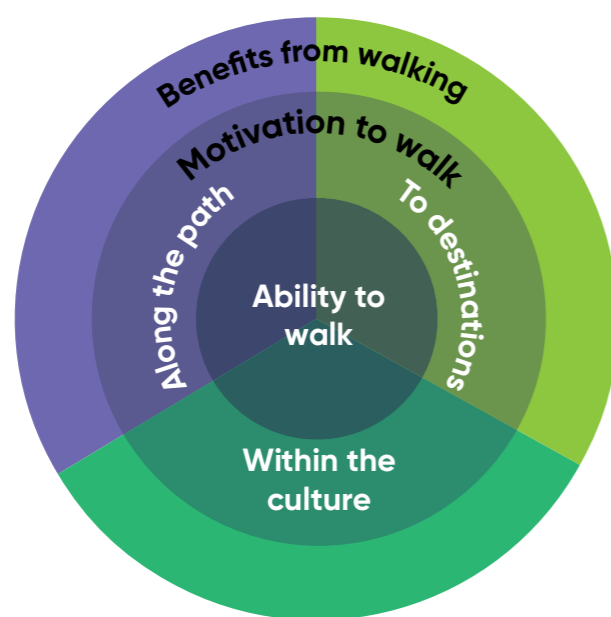 Benefits from walking
Motivation to walk
Along the path
To destinations
Ability to
walk
Within the
culture